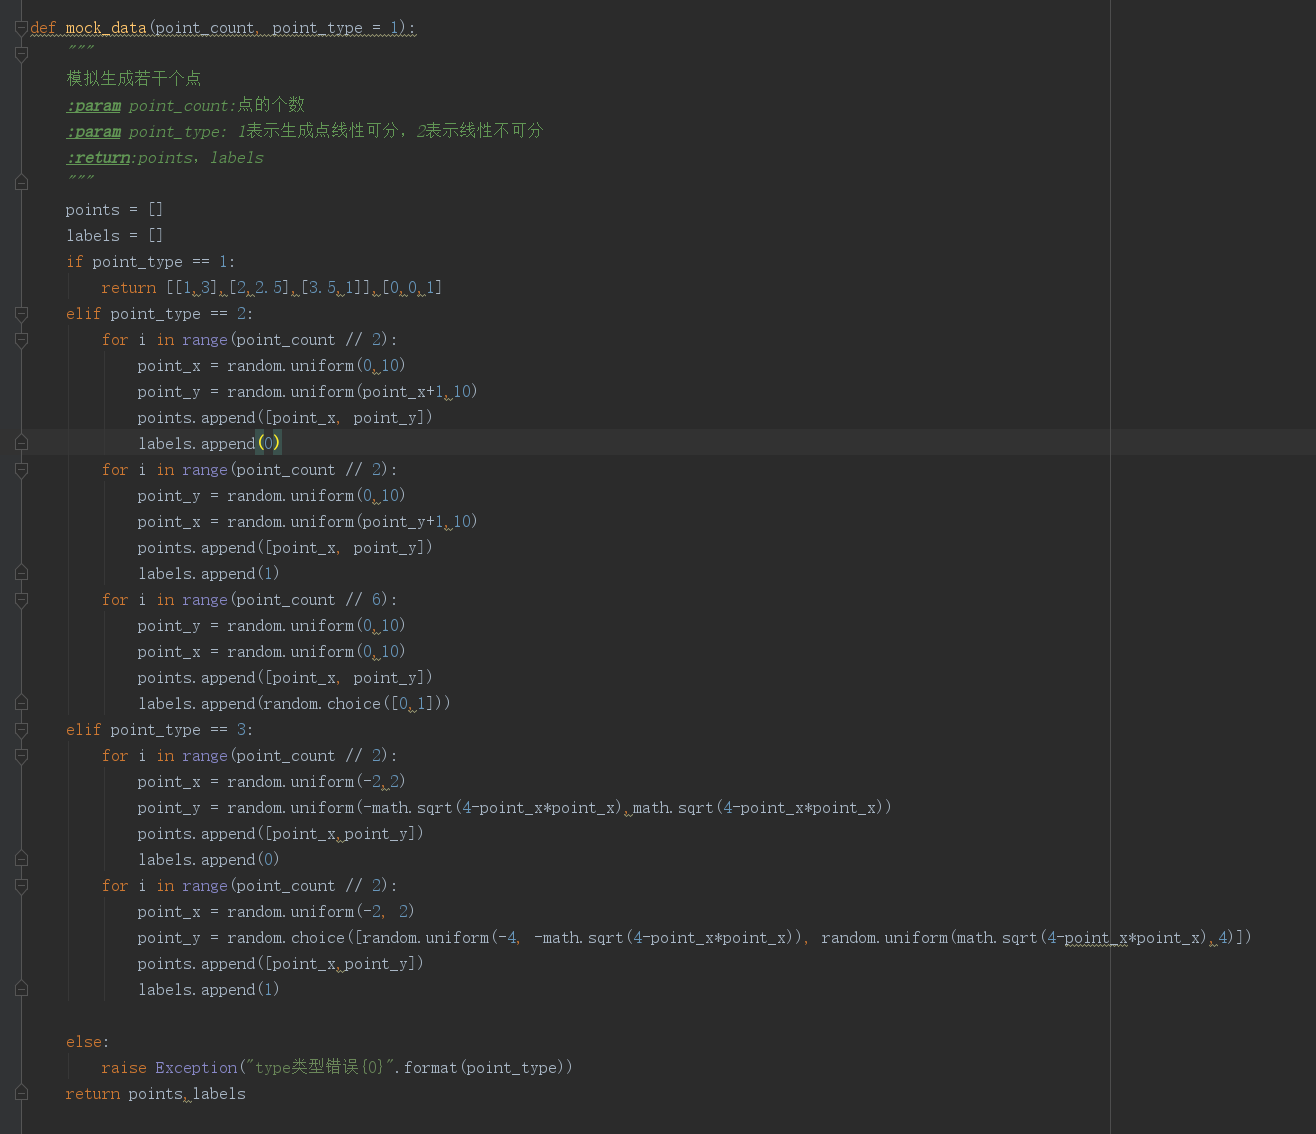 def mock_data(point_count, point_type = 1):
    """
    模拟生成若干个点
    :param point_count:点的个数
    :param point_type: 1表示生成点线性可分，2表示线性不可分
    :return:points，labels
    """
    points = []
    labels = []
    if point_type == 1:
        return [[1,3],[2,2.5],[3.5,1]],[0,0,1]
    elif point_type == 2:
        for i in range(point_count // 2):
            point_x = random.uniform(0,10)
            point_y = random.uniform(point_x+1,10)
            points.append([point_x, point_y])
            labels.append(0)
        for i in range(point_count // 2):
            point_y = random.uniform(0,10)
            point_x = random.uniform(point_y+1,10)
            points.append([point_x, point_y])
            labels.append(1)
        for i in range(point_count // 6):
            point_y = random.uniform(0,10)
            point_x = random.uniform(0,10)
            points.append([point_x, point_y])
            labels.append(random.choice([0,1]))
    elif point_type == 3:
        for i in range(point_count // 2):
            point_x = random.uniform(-2,2)
            point_y = random.uniform(-math.sqrt(4-point_x*point_x),math.sqrt(4-point_x*point_x))
            points.append([point_x,point_y])
            labels.append(0)
        for i in range(point_count // 2):
            point_x = random.uniform(-2, 2)
            point_y = random.choice([random.uniform(-4, -math.sqrt(4-point_x*point_x)), random.uniform(math.sqrt(4-point_x*point_x),4)])
            points.append([point_x,point_y])
            labels.append(1)
    else:
        raise Exception("type类型错误{0}".format(point_type))
    return points,labels